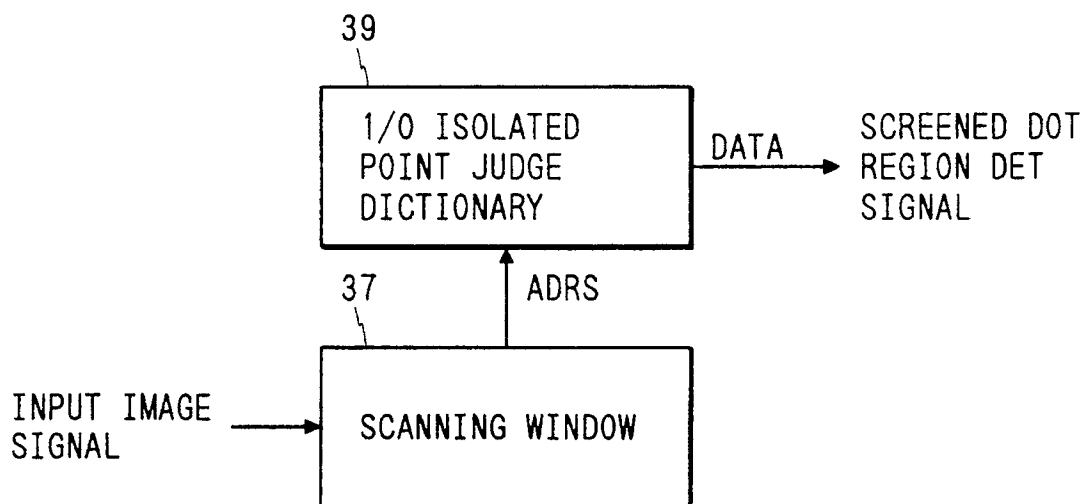 39
1/0 ISOLATED
POINT JUDGE
DICTIONARY
DATA
SCREENED DOT
REGION DET
SIGNAL
37
ADRS
INPUT IMAGE
SIGNAL
SCANNING WINDOW